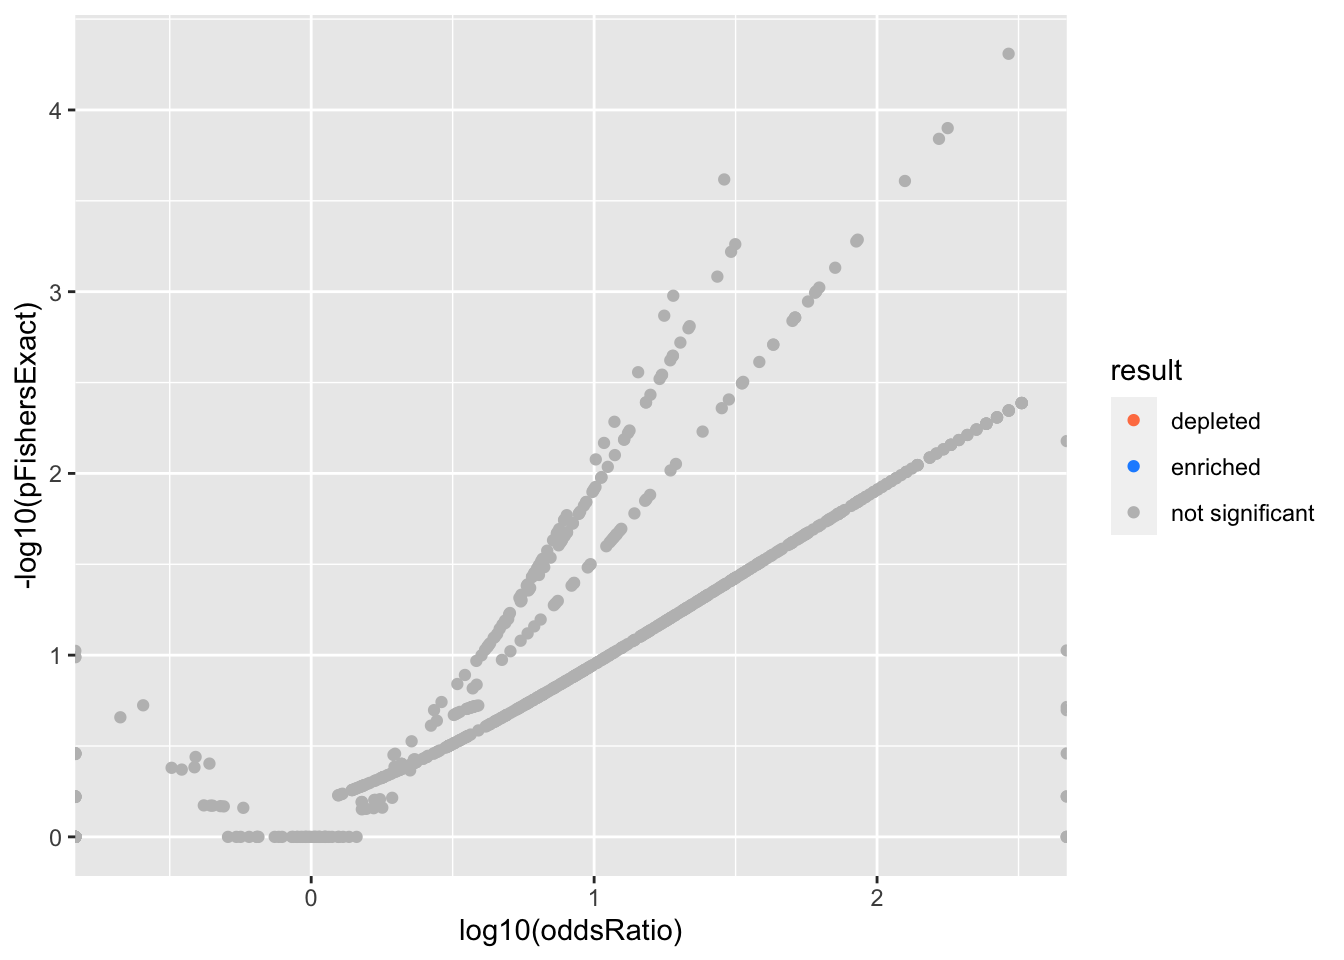 -log10(pFishersExact)
4
3
2
1
0
0 1 2
log10(oddsRatio)
result
depleted
enriched
not significant